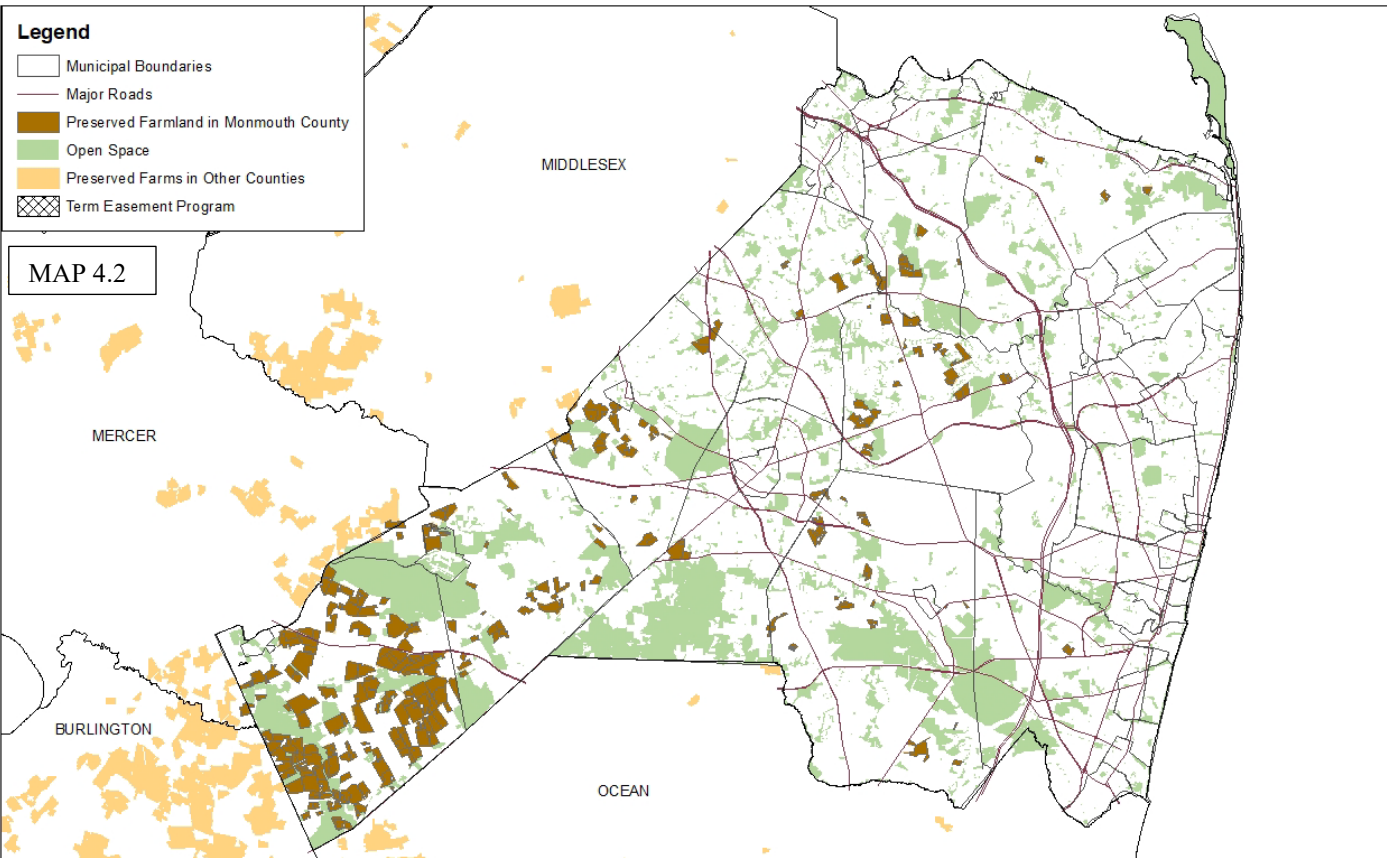 Legend
Municipal Boundaries
Major Roads
Preserved Farmland in Monmouth County
Open Space
Preserved Farms in Other Counties
Term Easement Program
MAP 4.2
MIDDLESEX
MERCER
BURLINGTON
OCEAN